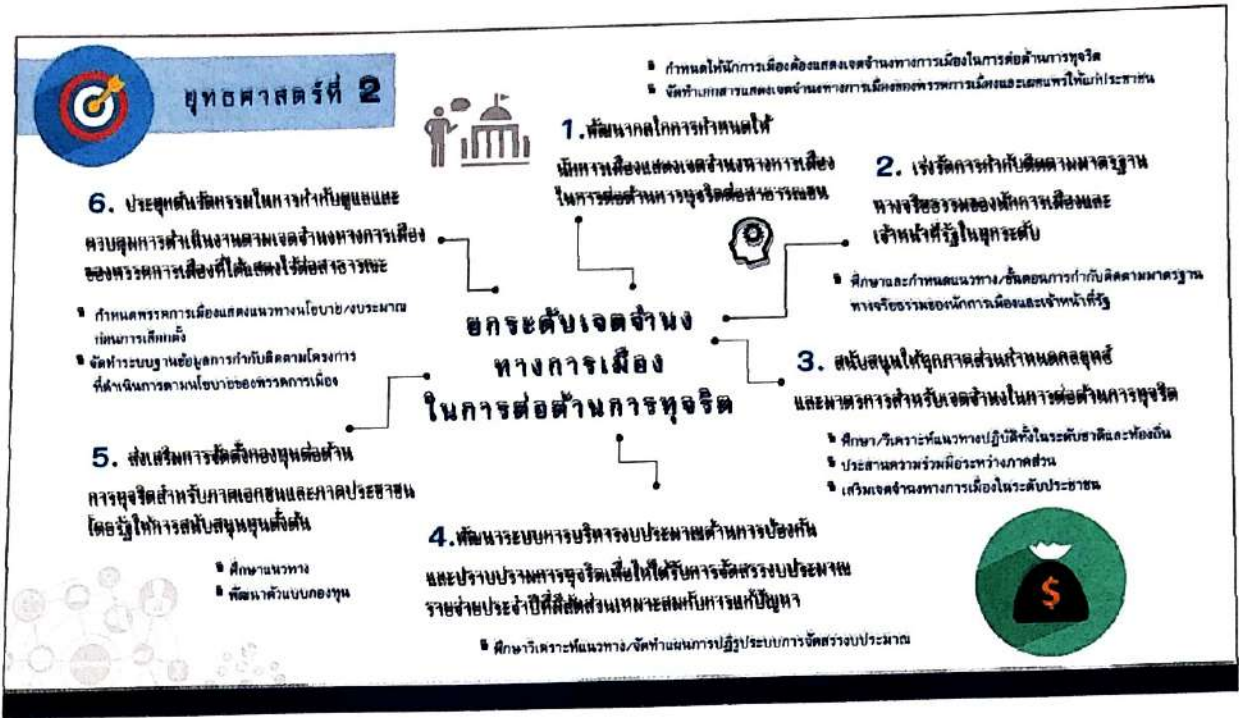 ยุทธศาสตร์ที่ 2
ยกระดับเจตจำนง
ทางการเมือง
ในการต่อต้านการทุจริต
1.พัฒนากลไกการกำหนดให้
นักการเมืองแสดงเจตจำนงทางการเมือง
ในการต่อต้านการทุจริตต่อสาธารณชน
กำหนดให้นักการเมืองต้องแสดงเจตจำนงทางการเมืองในการต่อต้านการทุจริต
จัดทำเอกสารแสดงเจตจำนงทางการเมืองของพรรคการเมืองและเผยแพร่ให้แก่ประชาชน
2. เร่งรัดการกำกับติดตามมาตรฐาน
ทางจริยธรรมของนักการเมืองและ
เจ้าหน้าที่รัฐในทุกระดับ
ศึกษาและกำหนดแนวทาง/ขั้นตอนการกำกับติดตามมาตรฐาน
ทางจริยธรรมของนักการเมืองและเจ้าหน้าที่รัฐ
3. สนับสนุนให้ทุกภาคส่วนกำหนดกลยุทธ์
และมาตรการสำหรับเจตจำนงในการต่อต้านการทุจริต
ศึกษา/วิเคราะห์แนวทางปฏิบัติทั้งในระดับชาติและท้องถิ่น
ประสานความร่วมมือระหว่างภาคส่วน
เสริมเจตจำนงทางการเมืองในระดับประชาชน
4.พัฒนาระบบการบริหารงบประมาณด้านการป้องกัน
และปราบปรามการทุจริตเพื่อให้ได้รับการจัดสรรงบประมาณ
รายจ่ายประจำปีที่มีสัดส่วนเหมาะสมกับการแก้ปัญหา
ศึกษาวิเคราะห์แนวทาง/จัดทำแผนการปฏิรูประบบการจัดสรรงบประมาณ
5. ส่งเสริมการจัดตั้งกองทุนต่อต้าน
การทุจริตสำหรับภาคเอกชนและภาคประชาชน
โดยรัฐให้การสนับสนุนทุนตั้งต้น
ศึกษาแนวทาง
พัฒนาตัวแบบกองทุน
6. ประยุกต์นวัตกรรมในการกำกับดูแลและ
ควบคุมการดำเนินงานตามเจตจำนงทางการเมือง
ของพรรคการเมืองที่ได้แสดงไว้ต่อสาธารณะ
กำหนดพรรคการเมืองแสดงแนวทางนโยบาย/งบประมาณ
ก่อนการเลือกตั้ง
จัดทำระบบฐานข้อมูลการกำกับติดตามโครงการ
ที่ดำเนินการตามนโยบายของพรรคการเมือง